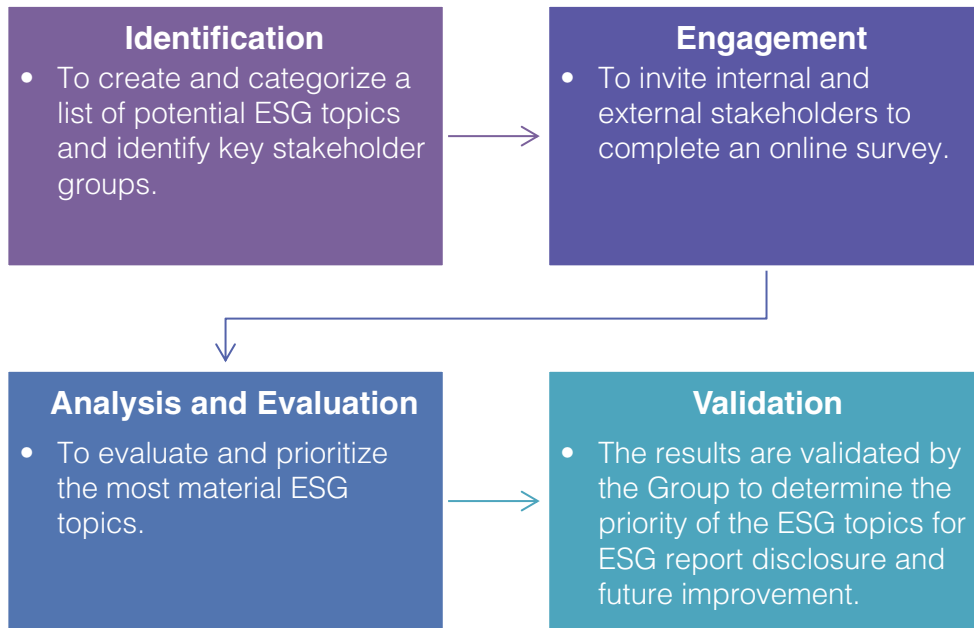 Identification
• To create and categorize a
list of potential ESG topics
and identify key stakeholder
groups.
Engagement
• To invite internal and
external stakeholders to
complete an online survey.
Analysis and Evaluation
• To evaluate and prioritize
the most material ESG
topics.
Validation
• The results are validated by
the Group to determine the
priority of the ESG topics for
ESG report disclosure and
future improvement.